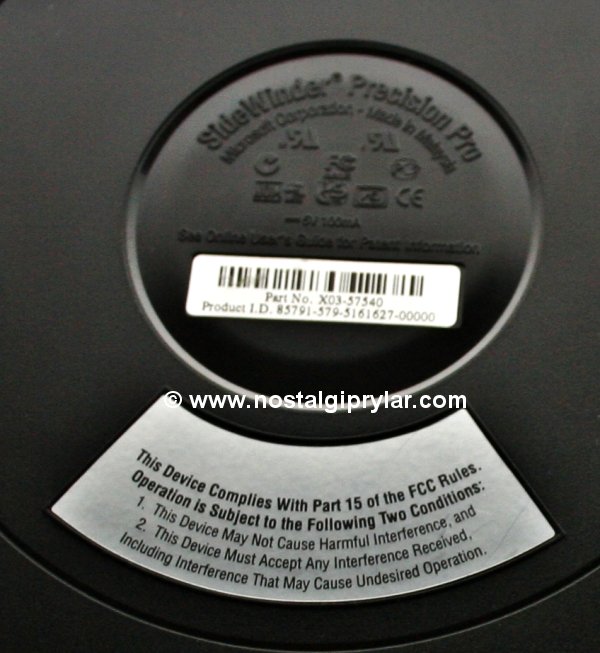 SideWinder® Precision Pro
Microsoft Corporation - Made in Malaysia
FC
CE
5V 100mA
See Online User's Guide for Patent Information
Part No. X03-57540
Product I.D. 85791-579-5161627-00000
© www.nostalgiprylar.com
This Device Complies With Part 15 of the FCC Rules.
Operation is Subject to the Following Two Conditions:
1. This Device May Not Cause Harmful Interference, and
2. This Device Must Accept Any Interference Received,
Including Interference That May Cause Undesired Operation.